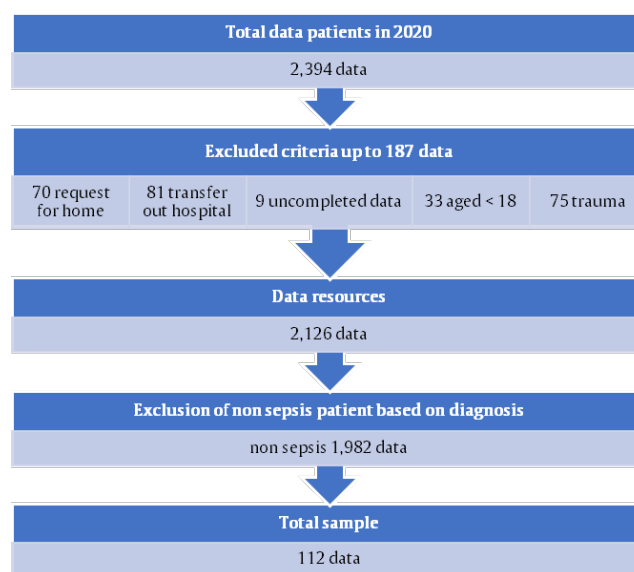 Total data patients in 2020
2,394 data
Excluded criteria up to 187 data
70 request
for home
81 transfer
out hospital
9 uncompleted data
33 aged < 18
75 trauma
Data resources
2,126 data
Exclusion of non sepsis patient based on diagnosis
non sepsis 1,982 data
Total sample
112 data